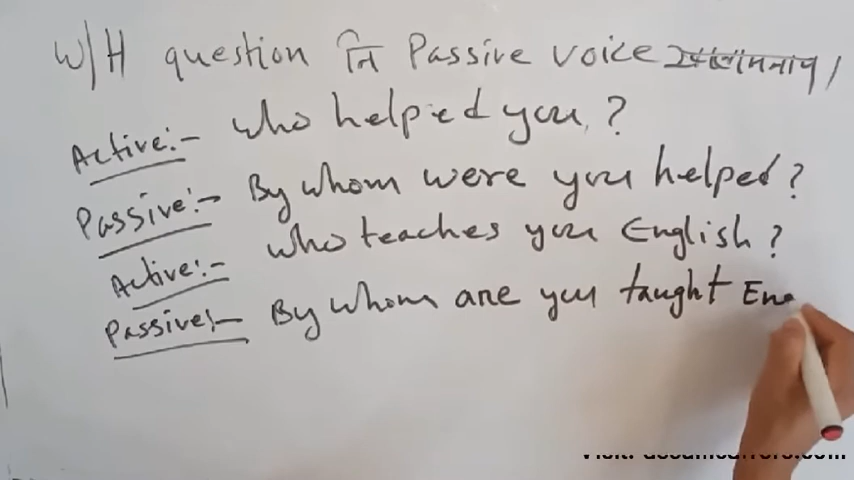 W/H question Passive voice
Active:- Who helped you?
Passive:- By whom were you helped?
Active:- who teaches you English?
Passive:- By whom are you taught En